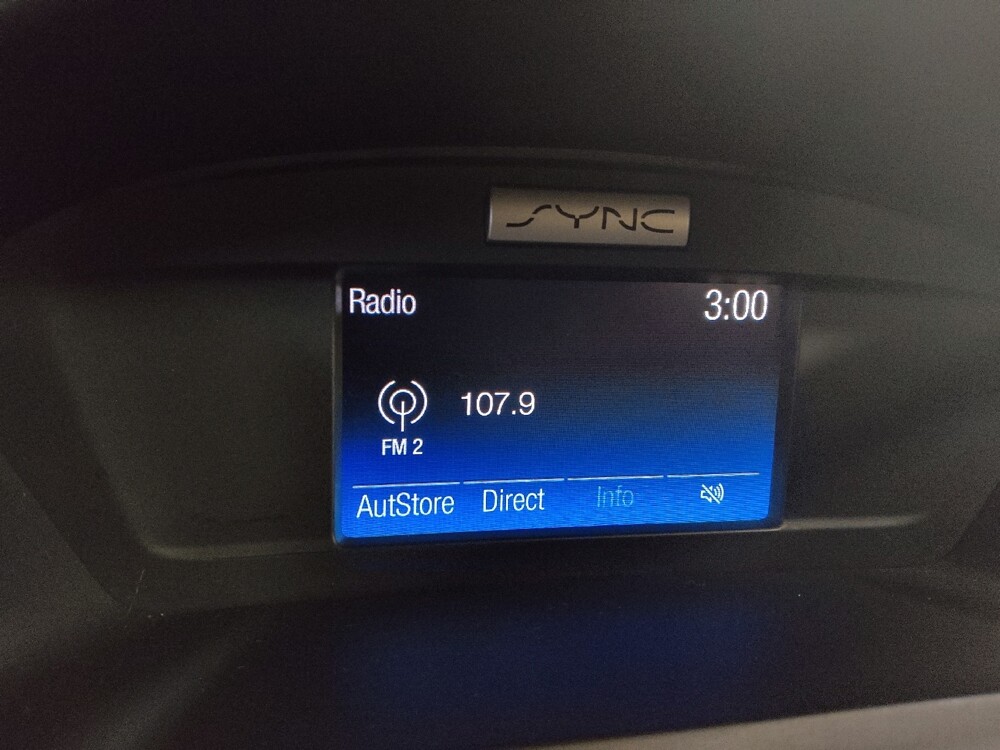 SYNC
Radio 3:00
107.9
FM 2
AutStore Direct Info